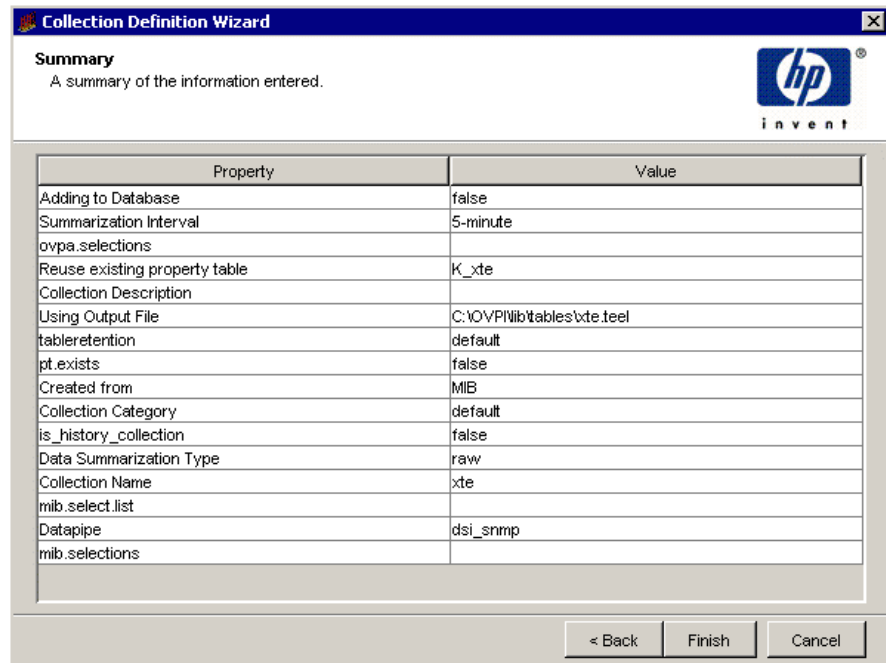 Collection Definition Wizard
Summary
A summary of the information entered.
hp
®
invent
Property Value
Adding to Database false
Summarization Interval 5-minute
ovpa.selections
Reuse existing property table K_xte
Collection Description
Using Output File C:\OVPI\lib\tables\xte.teel
tableretention default
pt.exists false
Created from MIB
Collection Category default
is_history_collection false
Data Summarization Type raw
Collection Name xte
mib.select.list
Datapipe dsi_snmp
mib.selections
< Back Finish Cancel